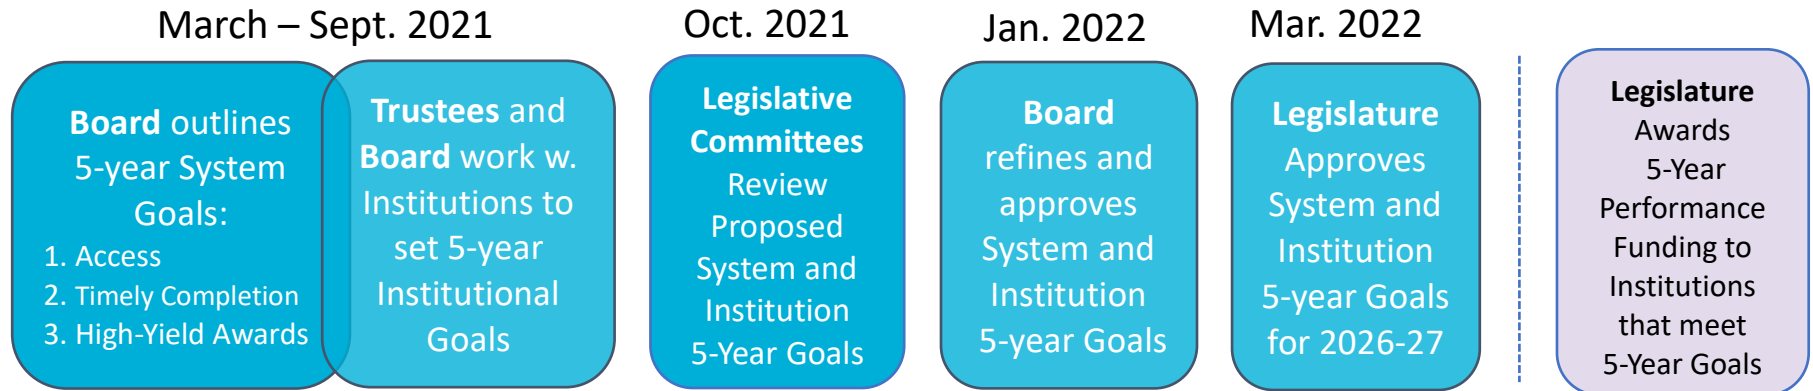 March – Sept. 2021
Board outlines
5-year System
Goals:
1. Access
2. Timely Completion
3. High-Yield Awards
Trustees and
Board work w.
Institutions to
set 5-year
Institutional
Goals
Oct. 2021
Legislative
Committees
Review
Proposed
System and
Institution
5-Year Goals
Jan. 2022
Board
refines and
approves
System and
Institution
5-year Goals
Mar. 2022
Legislature
Approves
System and
Institution
5-year Goals
for 2026-27
Legislature
Awards
5-Year
Performance
Funding to
Institutions
that meet
5-Year Goals